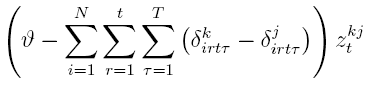 \left( \vartheta - \sum_{i=1}^{N} \sum_{r=1}^{t} \sum_{\tau=1}^{T} \left( \delta_{irt\tau}^{k} - \delta_{irt\tau}^{j} \right) \right) z_{t}^{kj}